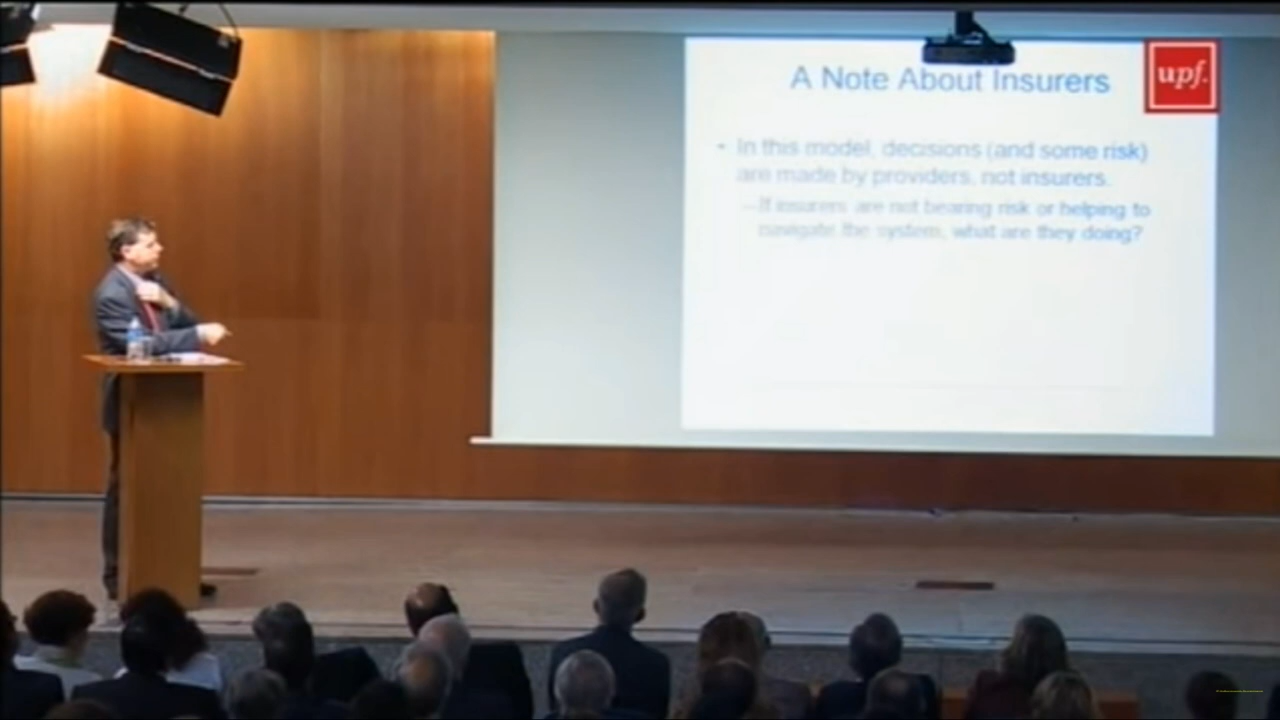 A Note About Insurers
upf.
• In this model, decisions (and some risk)
are made by providers, not insurers.
–If insurers are not bearing risk or helping to
navigate the system, what are they doing?